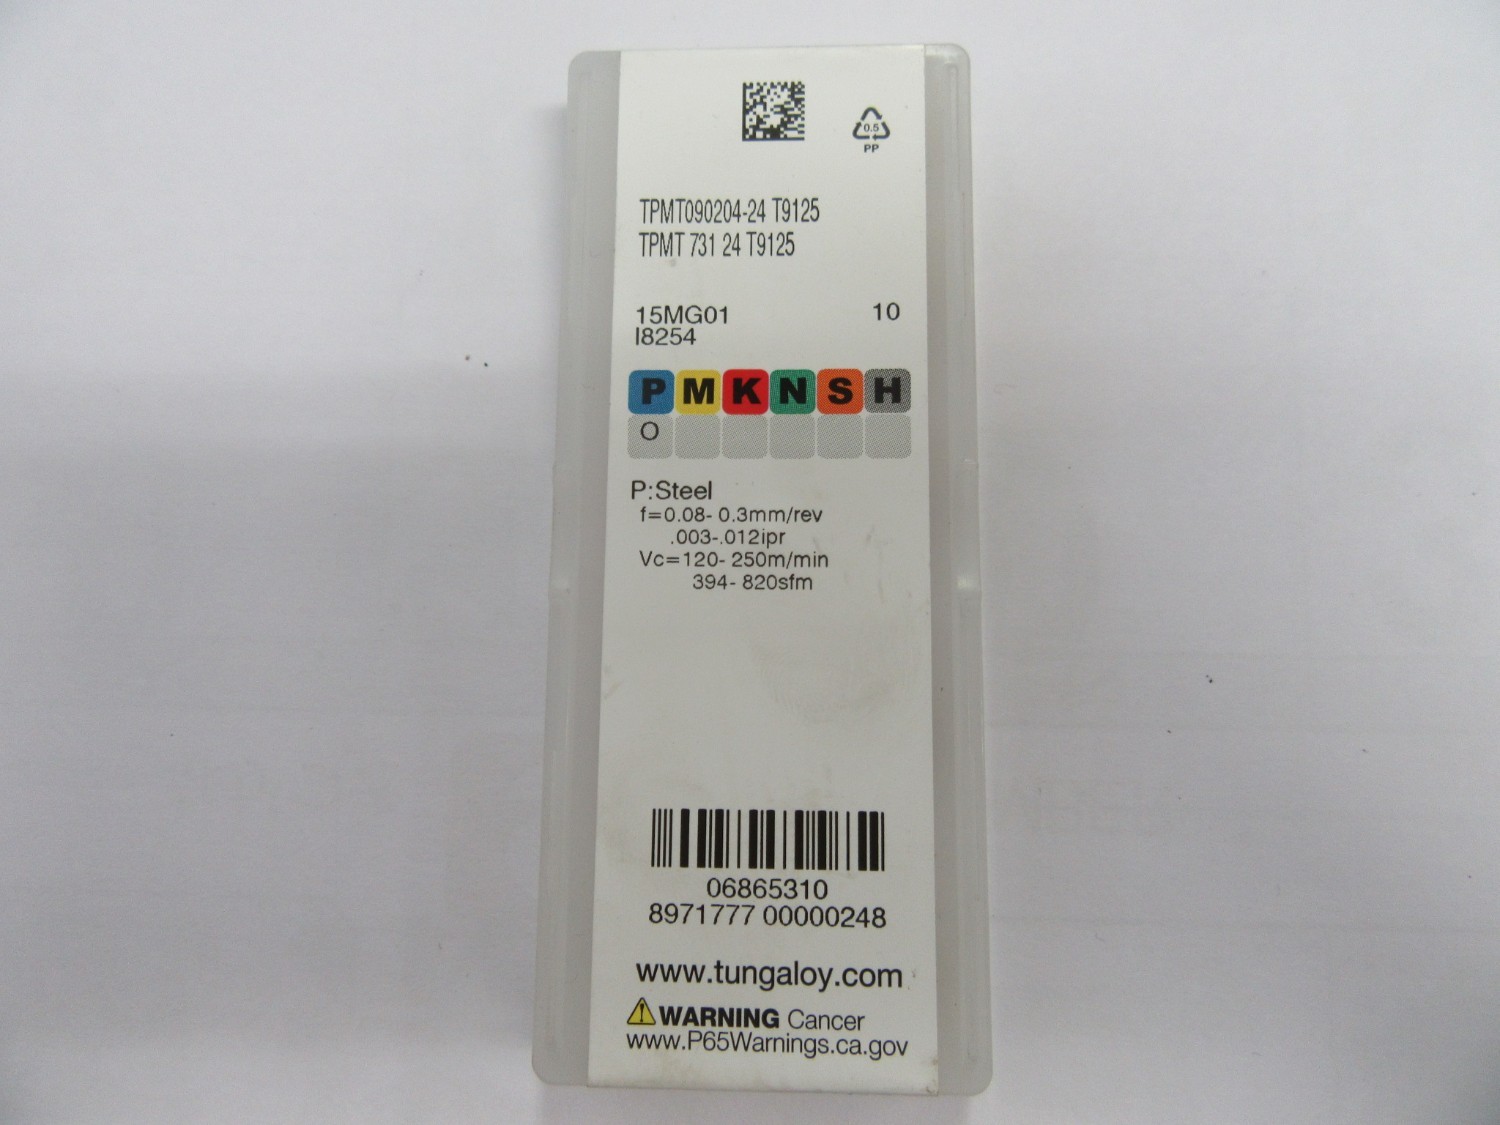 0.5
PP
TPMT090204-24 T9125
TPMT 731 24 T9125
15MG01 10
I8254
P M K N S H
O
P:Steel
f=0.08- 0.3mm/rev
.003-.012ipr
Vc=120- 250m/min
394- 820sfm
06865310
8971777 00000248
www.tungaloy.com
WARNING Cancer
www.P65Warnings.ca.gov